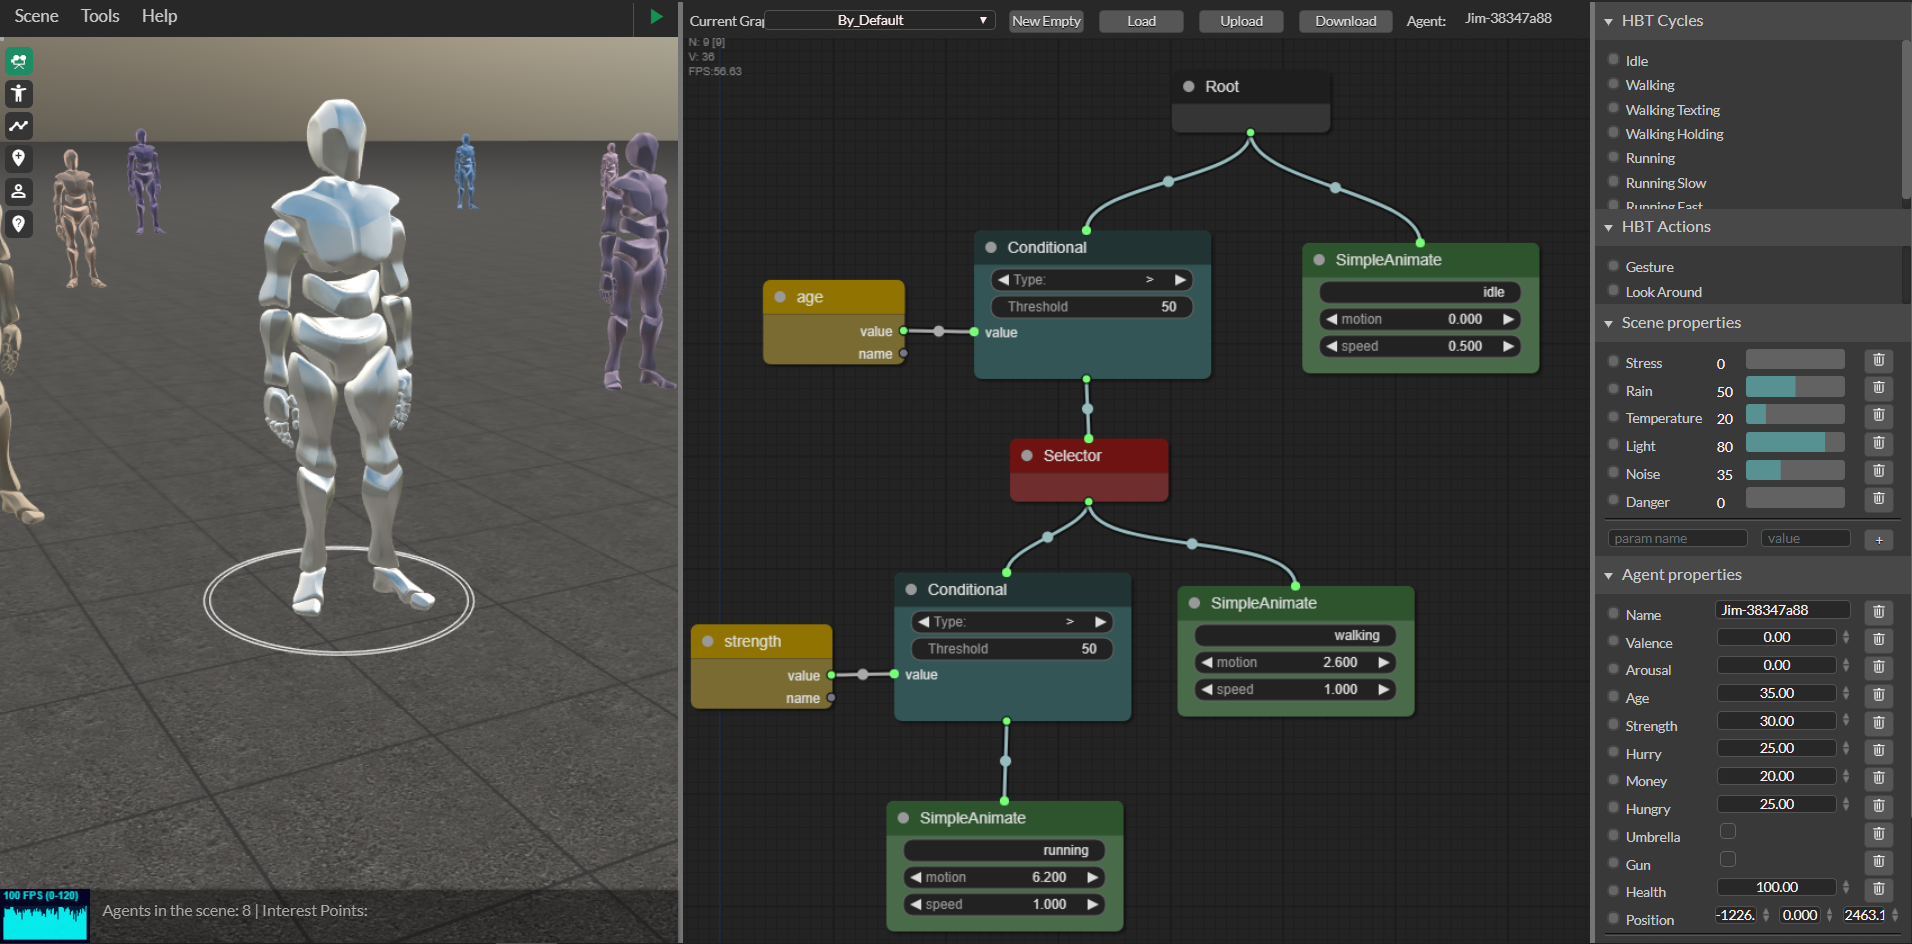 Scene Tools Help
Current Grap By_Default New Empty Load Upload Download Agent: Jim-38347a88
N: 9 [9]
V: 36
FPS:56.63
Root
Conditional
Type: >
Threshold 50
value
age
value
name
SimpleAnimate
idle
motion 0.000
speed 0.500
Selector
Conditional
Type: >
Threshold 50
value
strength
value
name
SimpleAnimate
walking
motion 2.600
speed 1.000
SimpleAnimate
running
motion 6.200
speed 1.000
100 FPS (0-120)
Agents in the scene: 8 | Interest Points:
HBT Cycles
Idle
Walking
Walking Texting
Walking Holding
Running
Running Slow
Running Fast
HBT Actions
Gesture
Look Around
Scene properties
Stress 0
Rain 50
Temperature 20
Light 80
Noise 35
Danger 0
param name value +
Agent properties
Name Jim-38347a88
Valence 0.00
Arousal 0.00
Age 35.00
Strength 30.00
Hurry 25.00
Money 20.00
Hungry 25.00
Umbrella
Gun
Health 100.00
Position -1226. 0.000 2463.1